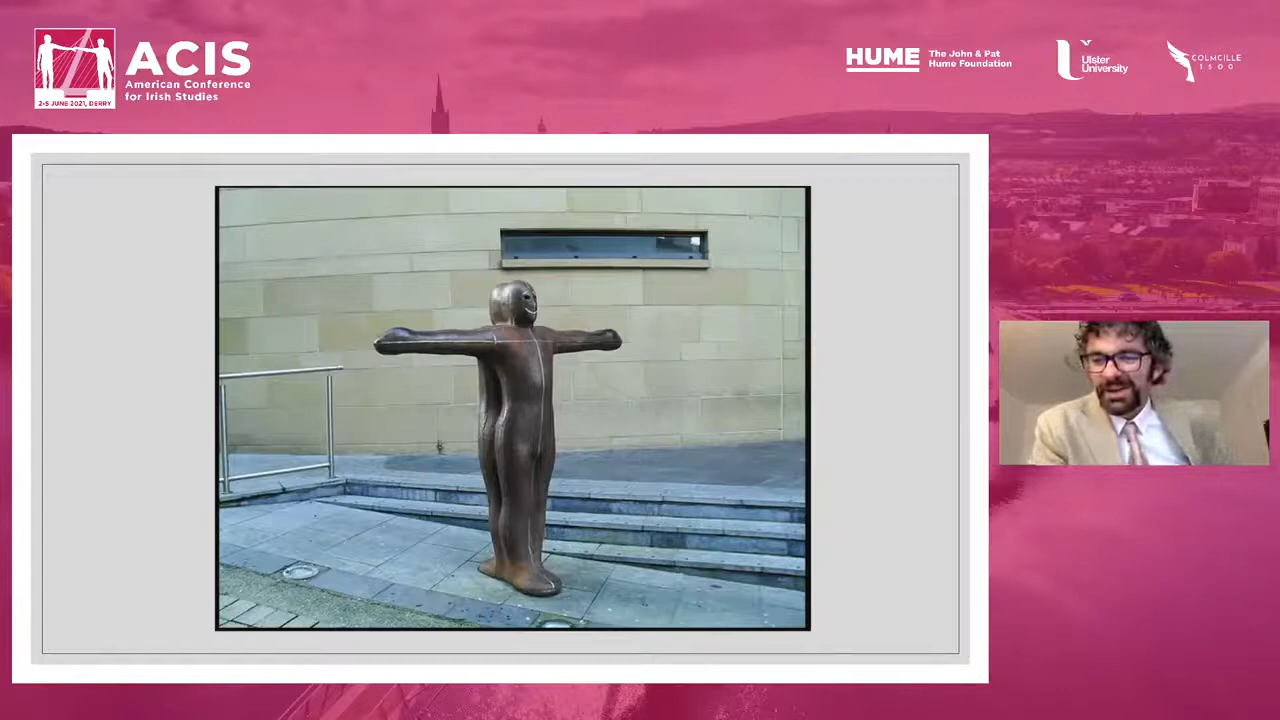 ACIS
American Conference
for Irish Studies
2-5 JUNE 2021, DERRY
HUME
The John & Pat
Hume Foundation
Ulster
University
COLMCILLE
1500